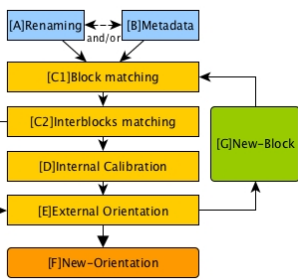 [A]Renaming
[B]Metadata
and/or
[C1]Block matching
[C2]Interblocks matching
[G]New-Block
[D]Internal Calibration
[E]External Orientation
[F]New-Orientation